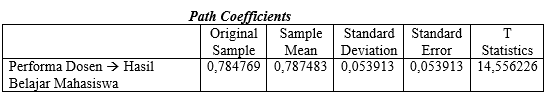 Path Coefficients
Original Sample Standard Standard T
Sample Mean Deviation Error Statistics
Performa Dosen → Hasil 0,784769 0,787483 0,053913 0,053913 14,556226
Belajar Mahasiswa